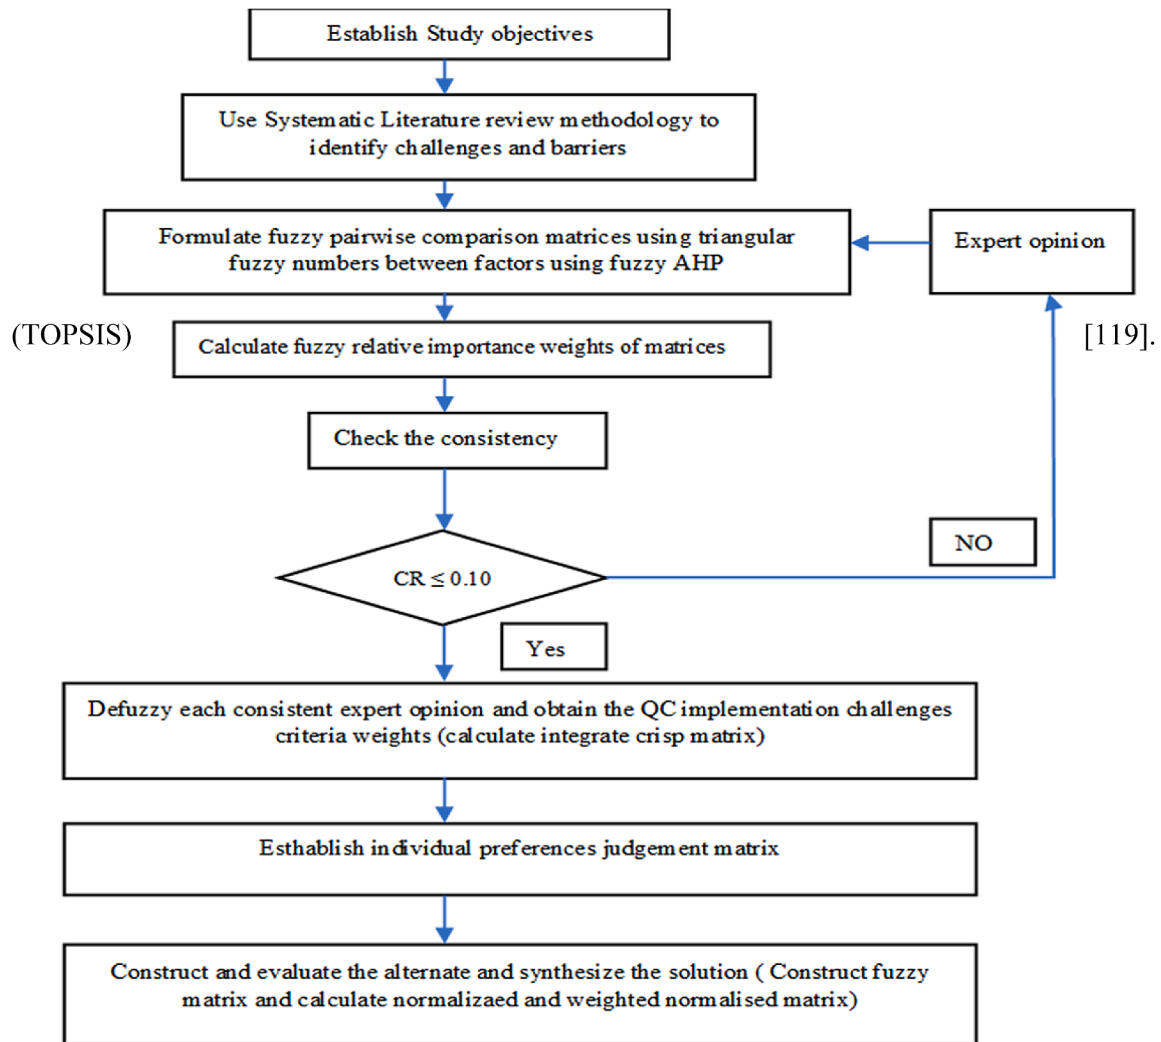 Establish Study objectives
Use Systematic Literature review methodology to
identify challenges and barriers
Formulate fuzzy pairwise comparison matrices using triangular
fuzzy numbers between factors using fuzzy AHP
Expert opinion
(TOPSIS)
[119].
Calculate fuzzy relative importance weights of matrices
Check the consistency
CR ≤ 0.10
NO
Yes
Defuzzy each consistent expert opinion and obtain the QC implementation challenges
criteria weights (calculate integrate crisp matrix)
Esthablish individual preferences judgement matrix
Construct and evaluate the alternate and synthesize the solution ( Construct fuzzy
matrix and calculate normalizaed and weighted normalised matrix)